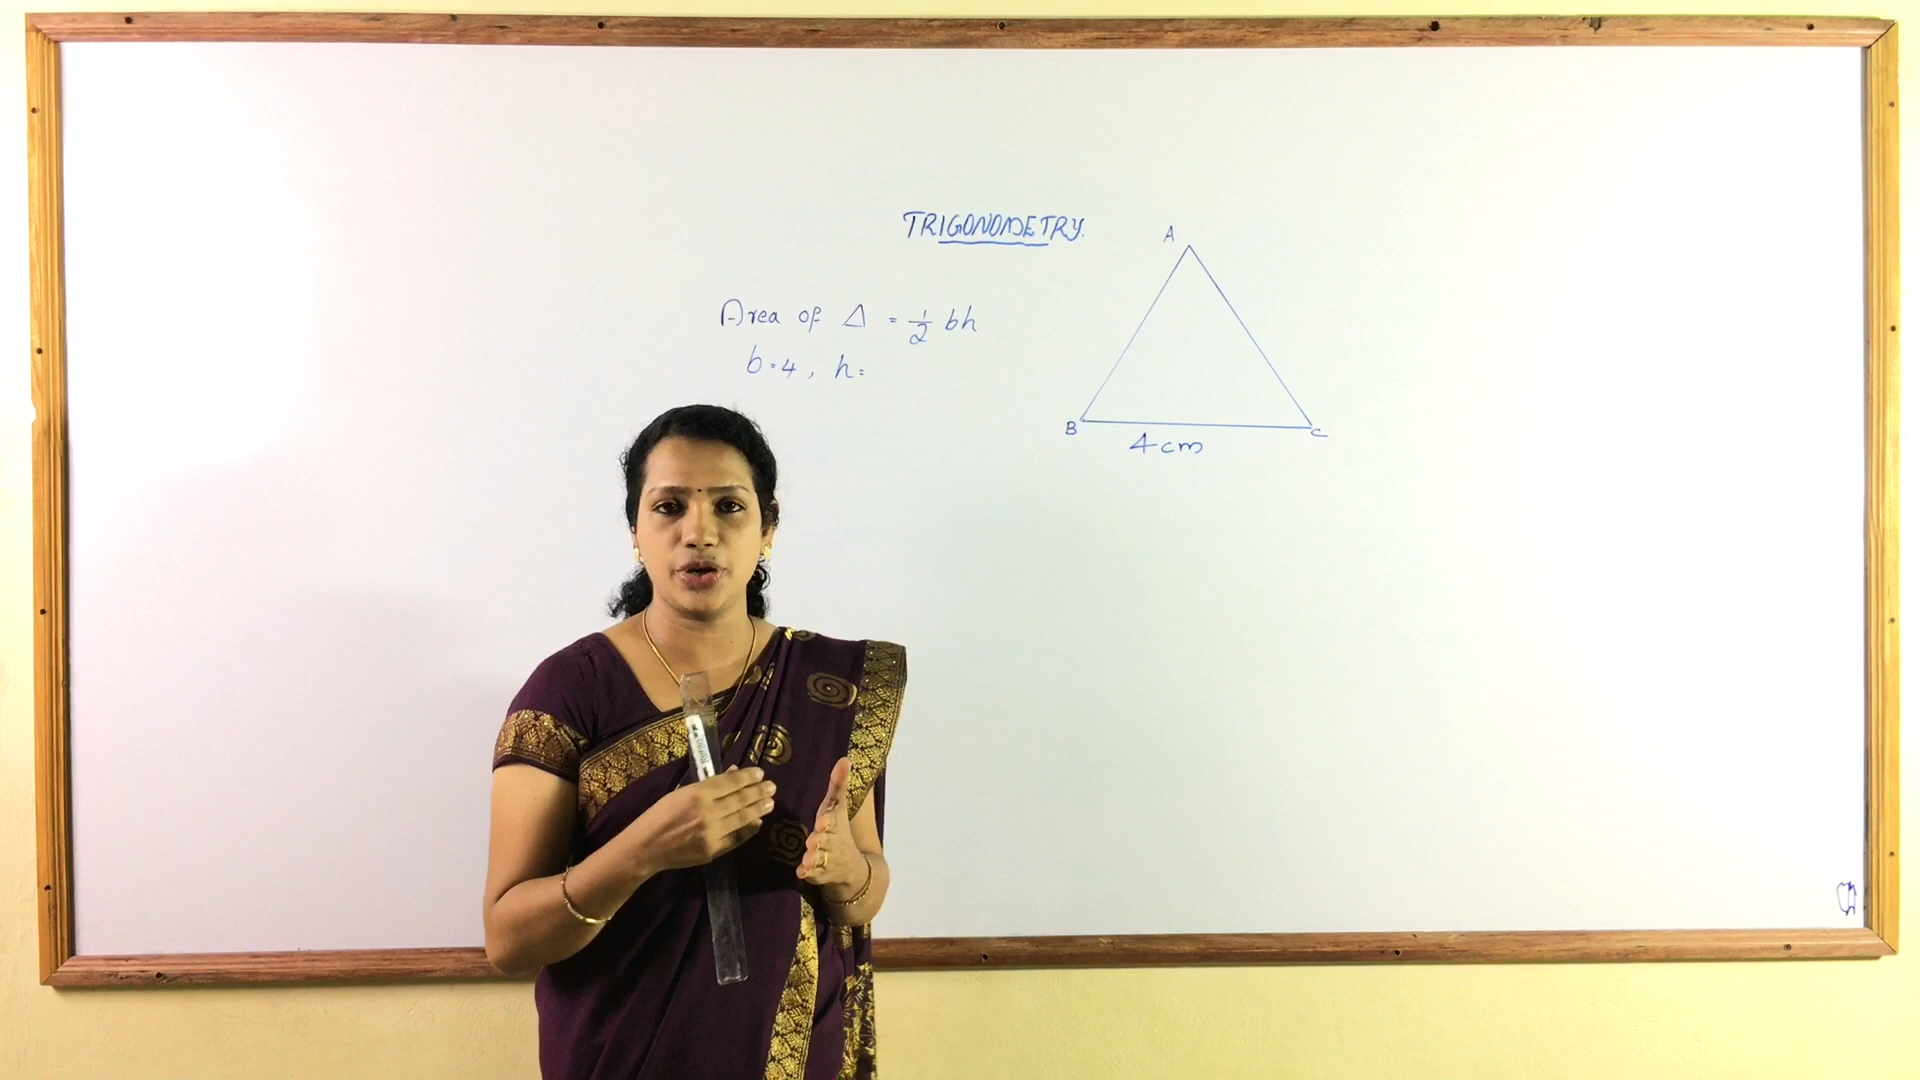 TRIGONOMETRY.
Area of Δ = 1/2 bh
b=4, h=
A
B
C
4cm